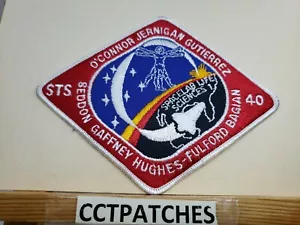 O'CONNOR JERNIGAN GUTIERREZ
STS
40
SPACELAB LIFE
SCIENCES
SEDDON GAFFNEY HUGHES-FULFORD BAGIAN
CCTPATCHES